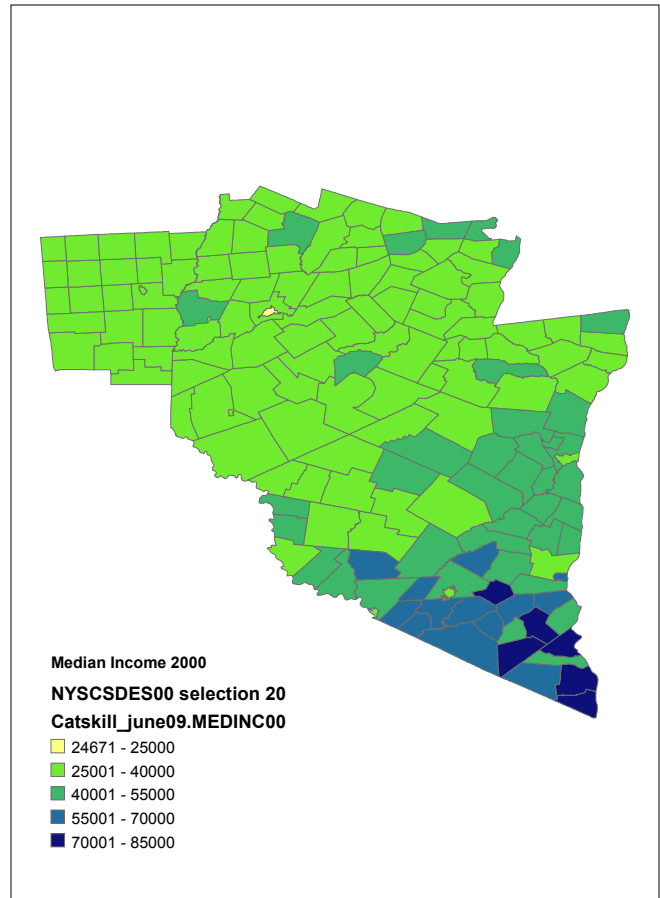 Median Income 2000
NYSCSDES00 selection 20
Catskill_june09.MEDINC00
24671 - 25000
25001 - 40000
40001 - 55000
55001 - 70000
70001 - 85000